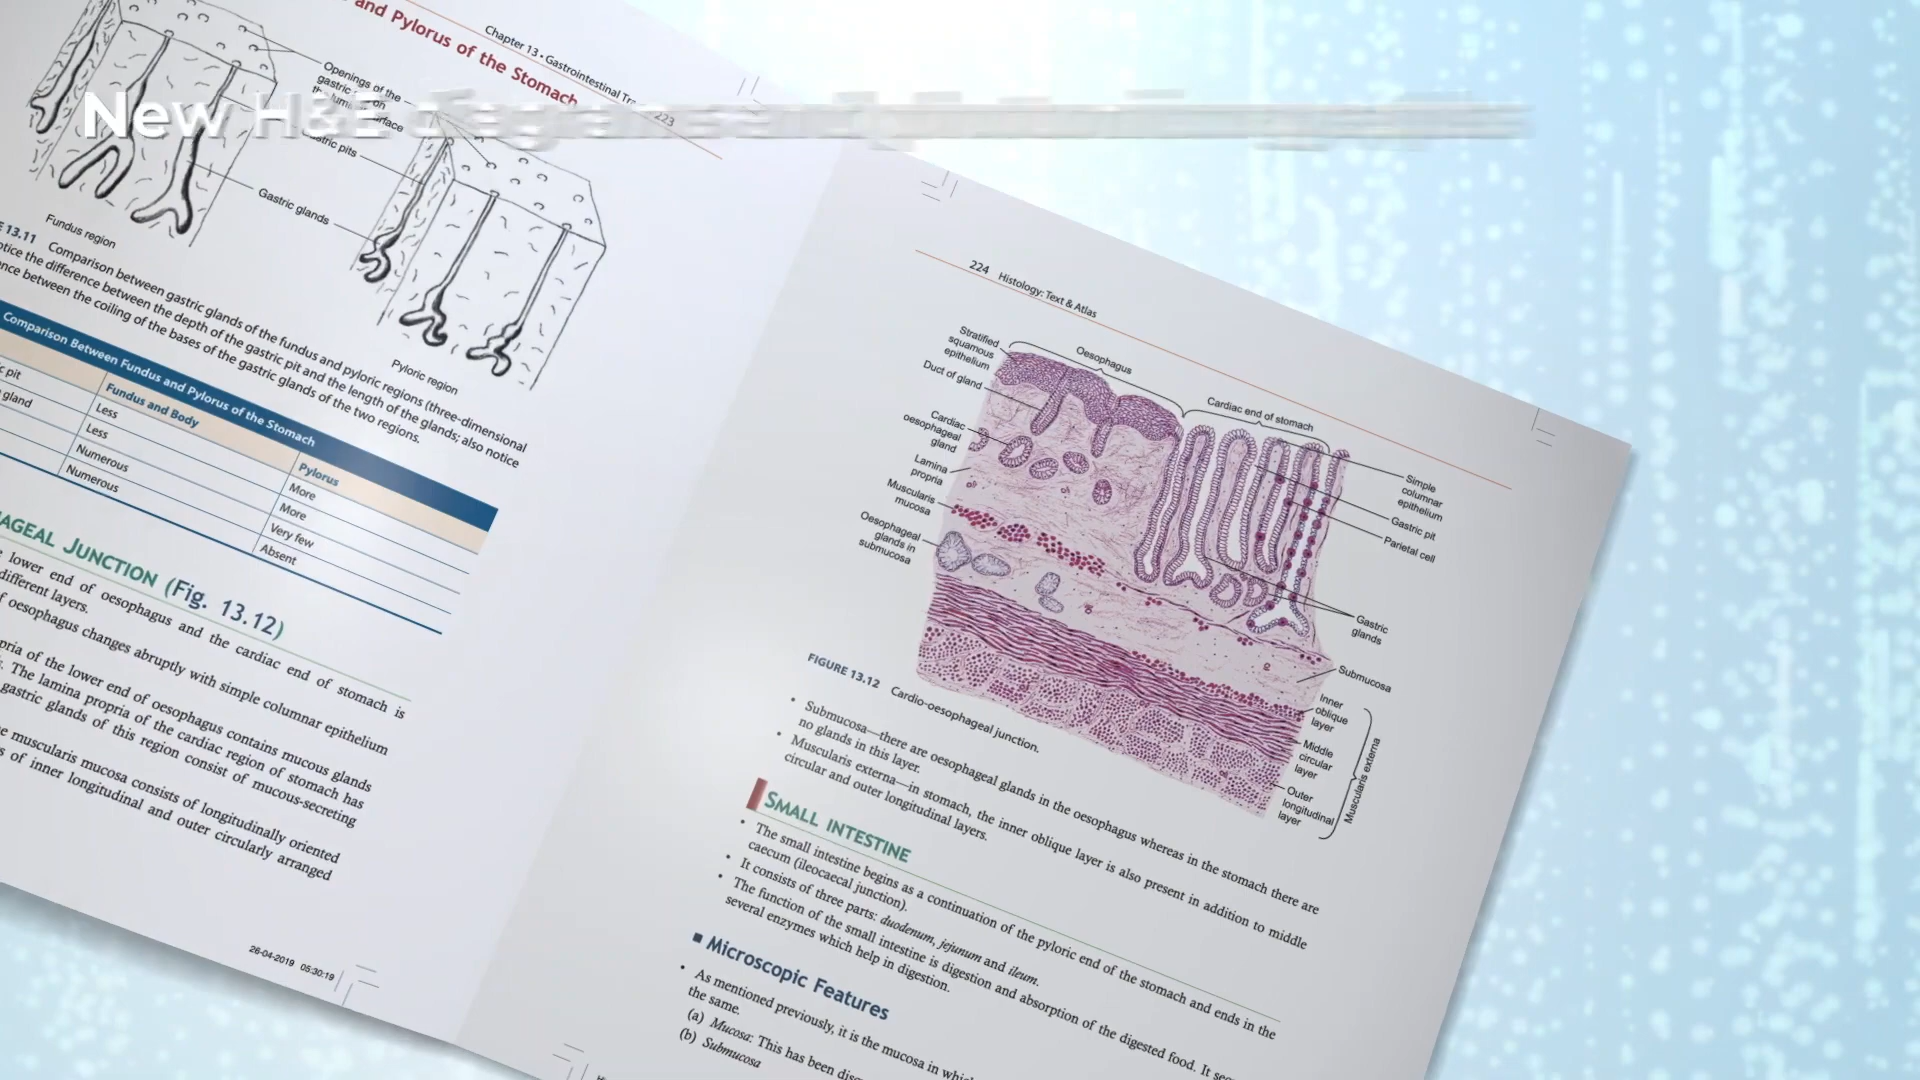 New H&E
Chapter 13 • Gastrointestinal
223
and Pylorus of the Stomach
Openings of the
gastric
Gastric glands
Fundus region
Pyloric region
13.11 Comparison between gastric glands of the fundus and pyloric regions (three-dimensional
notice the difference between the depth of the gastric pit and the length of the glands; also notice
between the coiling of the bases of the gastric glands of the two regions.
Comparison Between Fundus and Pylorus of the Stomach
Fundus and Body
Pylorus
pit
Less
More
gland
Less
More
Numerous
Very few
Numerous
Absent
JUNCTION (Fig. 13.12)
lower end of oesophagus and the cardiac end of stomach is
different layers.
of oesophagus changes abruptly with simple columnar epithelium
of the lower end of oesophagus contains mucous glands
The lamina propria of the cardiac region of stomach has
gastric glands of this region consist of mucous-secreting
muscularis mucosa consists of longitudinally oriented
of inner longitudinal and outer circularly arranged
26-04-2019 05:30:19
224 Histology: Text & Atlas
Stratified
squamous
epithelium
Oesophagus
Duct of gland
Cardiac end of stomach
Cardiac
oesophageal
gland
Lamina
propria
Muscularis
mucosa
Oesophageal
glands in
submucosa
Simple
columnar
epithelium
Gastric pit
Parietal cell
Gastric
glands
Submucosa
Inner
oblique
layer
Middle
circular
layer
Outer
longitudinal
layer
Muscularis externa
FIGURE 13.12 Cardio-oesophageal junction.
• Submucosa—there are oesophageal glands in the oesophagus whereas in the stomach there are
no glands in this layer.
• Muscularis externa—in stomach, the inner oblique layer is also present in addition to middle
circular and outer longitudinal layers.
SMALL INTESTINE
• The small intestine begins as a continuation of the pyloric end of the stomach and ends in the
caecum (ileocaecal junction).
• It consists of three parts: duodenum, jejunum and ileum.
• The function of the small intestine is digestion and absorption of the digested food. It
several enzymes which help in digestion.
■ Microscopic Features
• As mentioned previously, it is the mucosa in
the same.
(a) Mucosa: This has been
(b) Submucosa